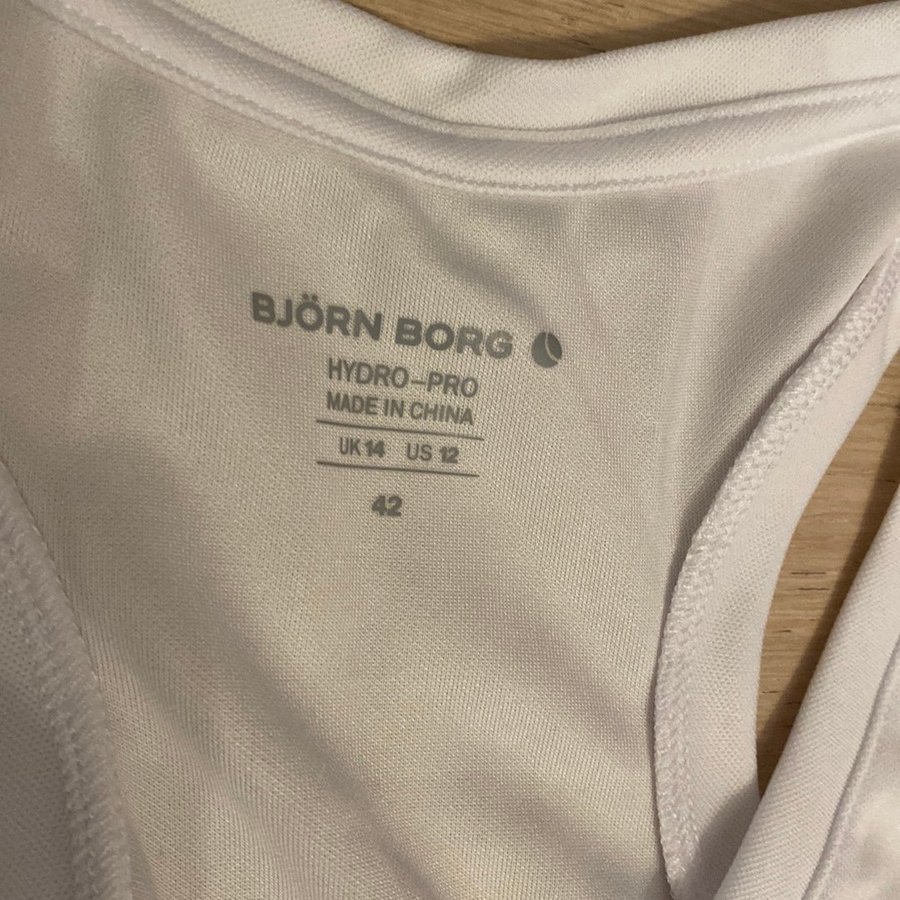 BJÖRN BORG
HYDRO-PRO
MADE IN CHINA
UK 14 US 12
42